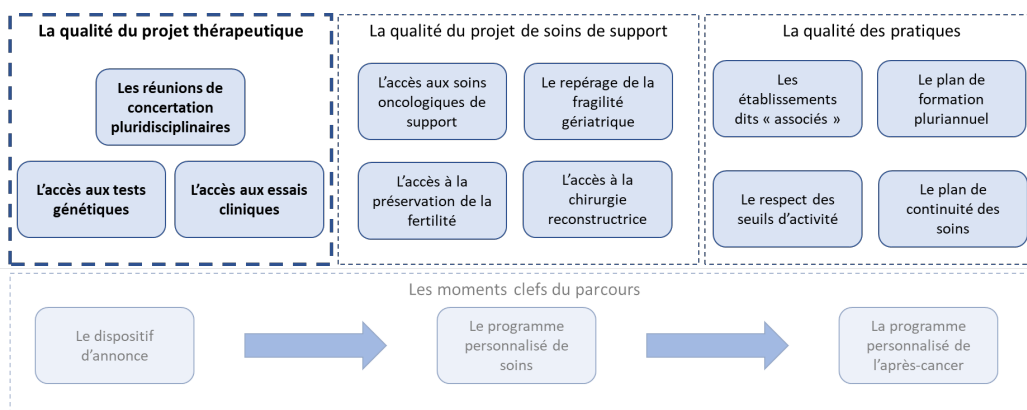 La qualité du projet thérapeutique
Les réunions de
concertation
pluridisciplinaires
L'accès aux tests
génétiques
L'accès aux essais
cliniques
La qualité du projet de soins de support
L'accès aux soins
oncologiques de
support
Le repérage de la
fragilité
gériatrique
L'accès à la
préservation de la
fertilité
L'accès à la
chirurgie
reconstructrice
La qualité des pratiques
Les
établissements
dits « associés »
Le plan de
formation
pluriannuel
Le respect des
seuils d'activité
Le plan de
continuité des
soins
Les moments clefs du parcours
Le dispositif
d'annonce
Le programme
personnalisé de
soins
La programme
personnalisé de
l'après-cancer